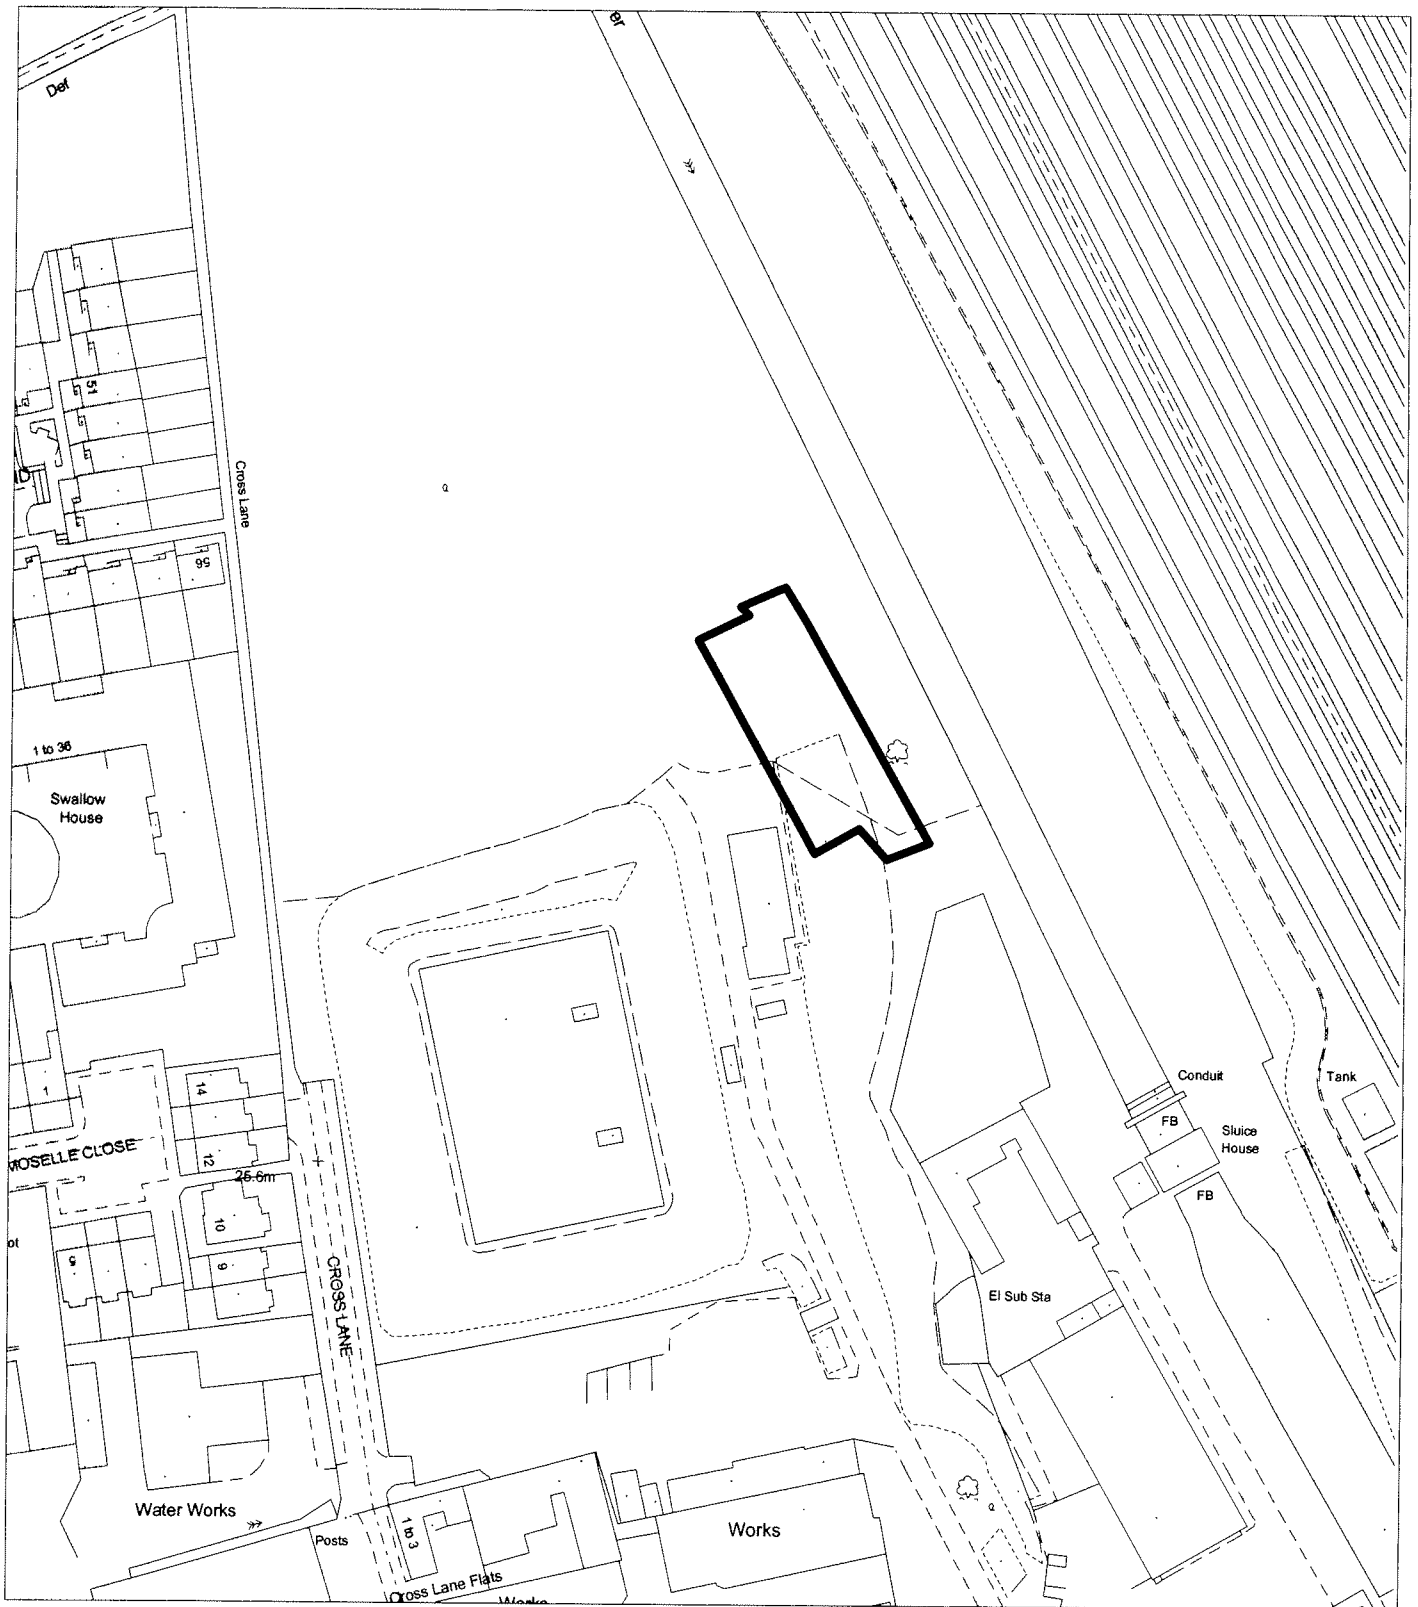 Def
51
Cross Lane
56
1 to 36
Swallow
House
1
14
MOSELLE CLOSE
12
25.6m
10
5
9
CROSS LANE
Conduit
Tank
FB
Sluice
House
FB
El Sub Sta
Water Works
Posts
1 to 3
Works
Cross Lane Flats
Works